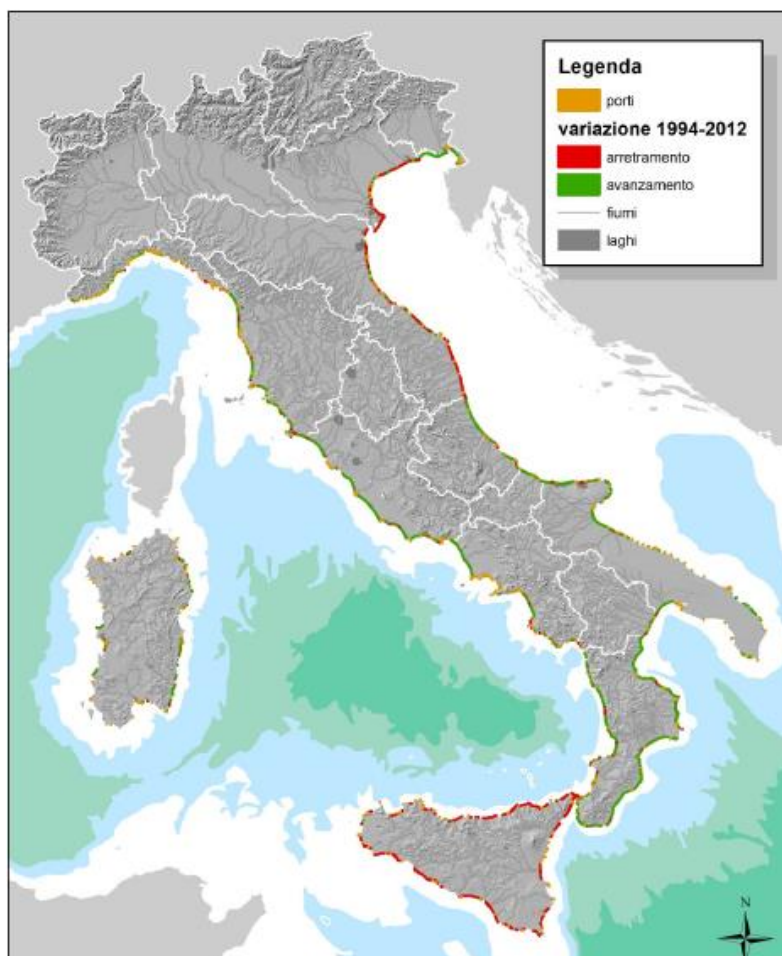 Legenda
porti
variazione 1994-2012
arretramento
avanzamento
fiumi
laghi
N